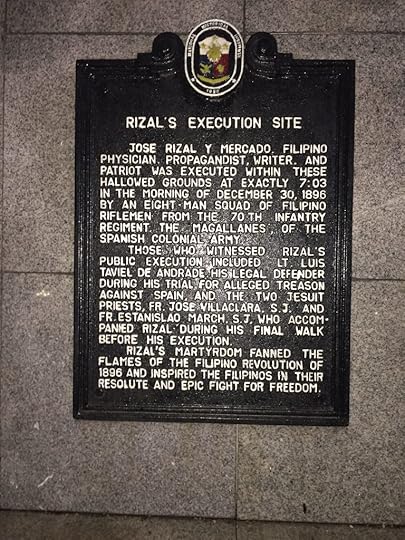 RIZAL'S EXECUTION SITE
JOSE RIZAL Y MERCADO, FILIPINO
PHYSICIAN, PROPAGANDIST, WRITER, AND
PATRIOT WAS EXECUTED WITHIN THESE
HALLOWED GROUNDS AT EXACTLY 7:03
IN THE MORNING OF DECEMBER 30, 1896
BY AN EIGHT-MAN SQUAD OF FILIPINO
RIFLEMEN FROM THE 70TH INFANTRY
REGIMENT, THE "MAGALLANES", OF THE
SPANISH COLONIAL ARMY.
THOSE WHO WITNESSED RIZAL'S
PUBLIC EXECUTION INCLUDED LT. LUIS
TAVIEL DE ANDRADE, HIS LEGAL DEFENDER
DURING HIS TRIAL FOR ALLEGED TREASON
AGAINST SPAIN, AND THE TWO JESUIT
PRIESTS, FR. JOSE VILLACLARA, S.J. AND
FR. ESTANISLAO MARCH, S.J. WHO ACCOM-
PANIED RIZAL DURING HIS FINAL WALK
BEFORE HIS EXECUTION.
RIZAL'S MARTYRDOM FANNED THE
FLAMES OF THE FILIPINO REVOLUTION OF
1896 AND INSPIRED THE FILIPINOS IN THEIR
RESOLUTE AND EPIC FIGHT FOR FREEDOM.